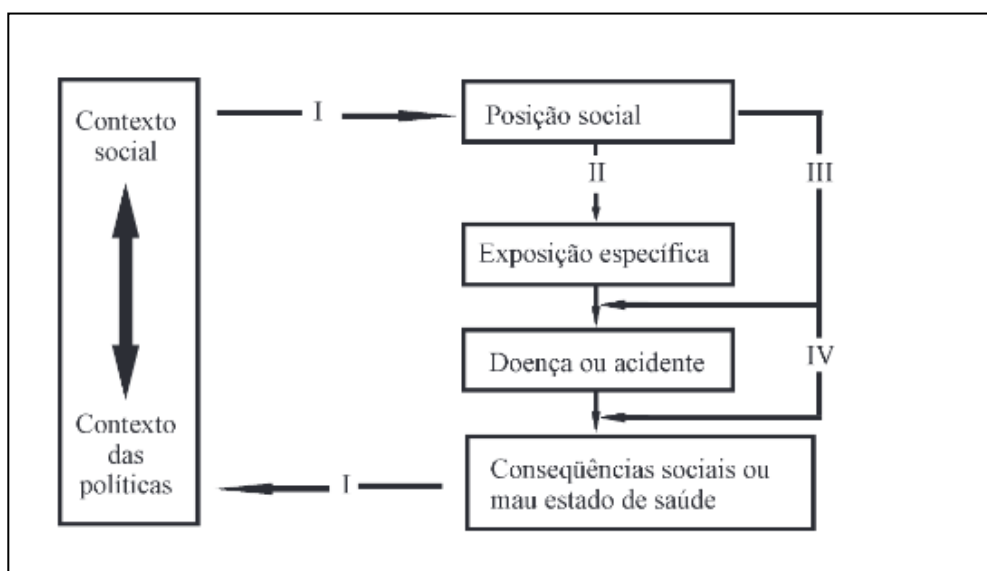 Contexto
social
I
Posição social
II
III
Exposição específica
Doença ou acidente
IV
Contexto
das
políticas
I
Conseqüências sociais ou
mau estado de saúde